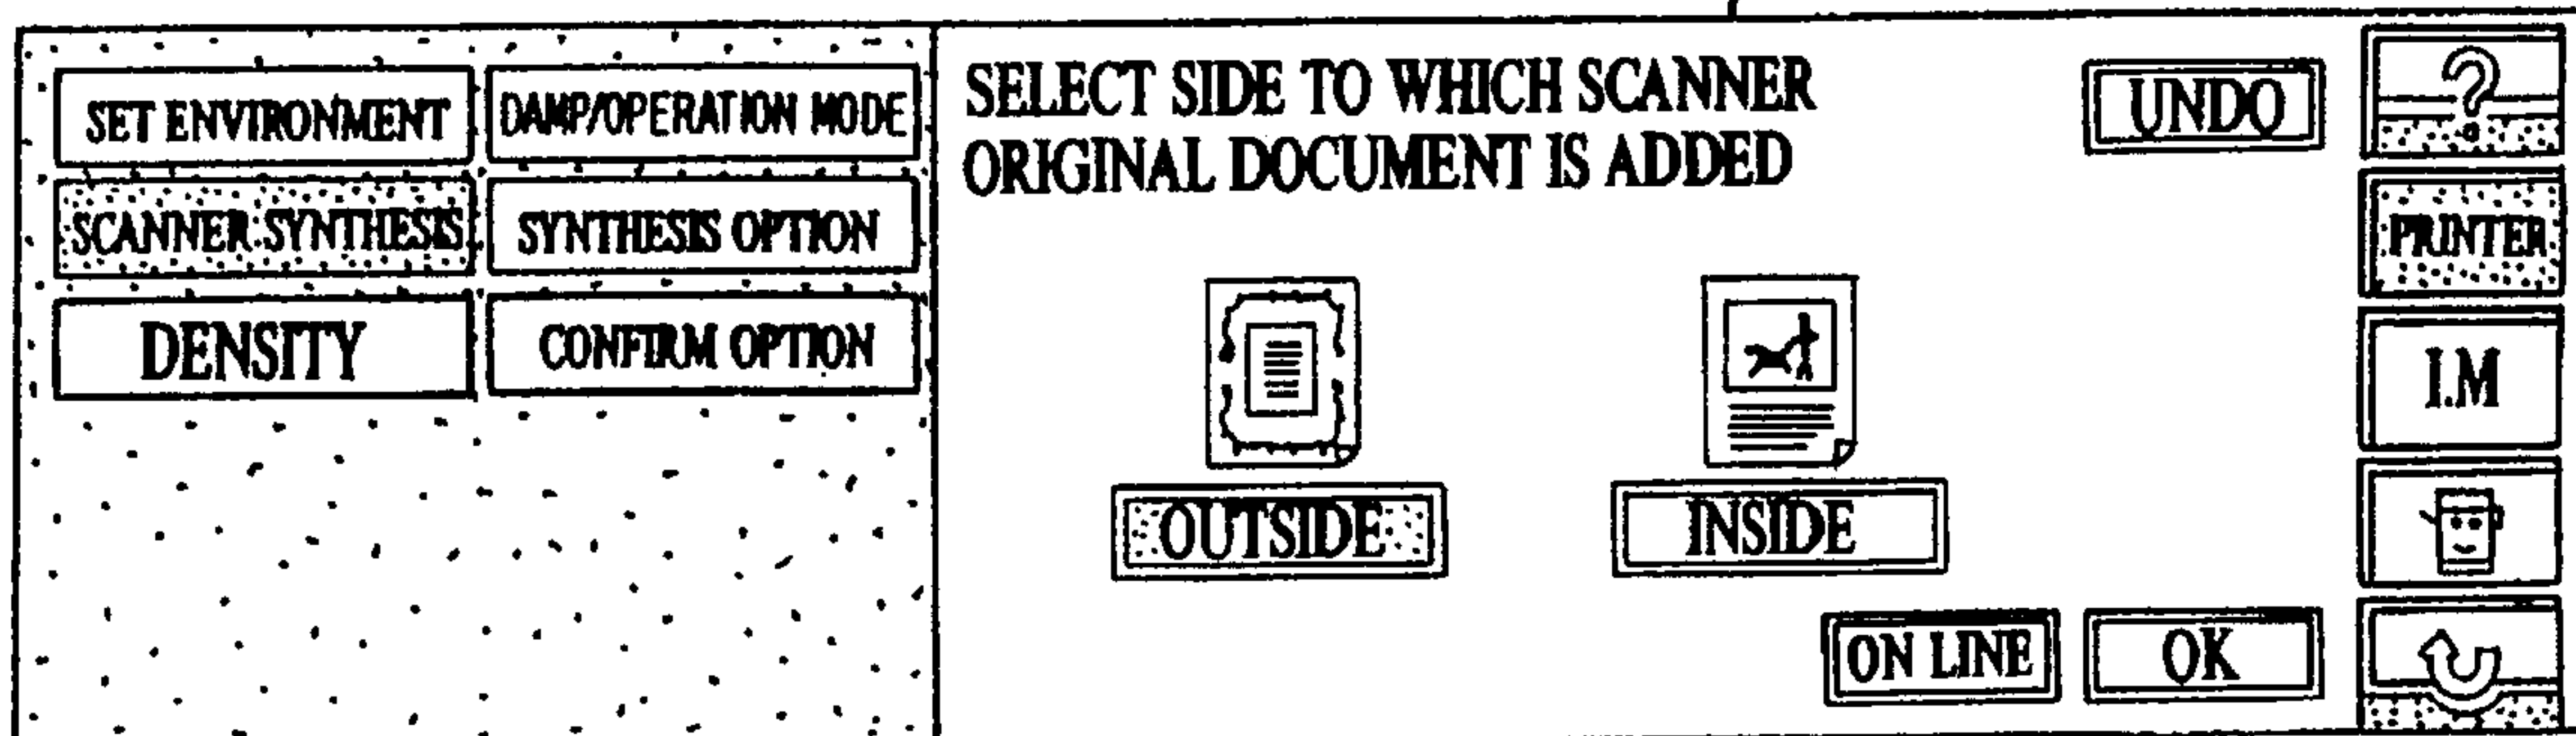 SET ENVIRONMENT
DAMP/OPERATION MODE
SCANNER SYNTHESIS
SYNTHESIS OPTION
DENSITY
CONFIRM OPTION
SELECT SIDE TO WHICH SCANNER
ORIGINAL DOCUMENT IS ADDED
UNDO
OUTSIDE
INSIDE
ON LINE
OK
?
PRINTER
I.M